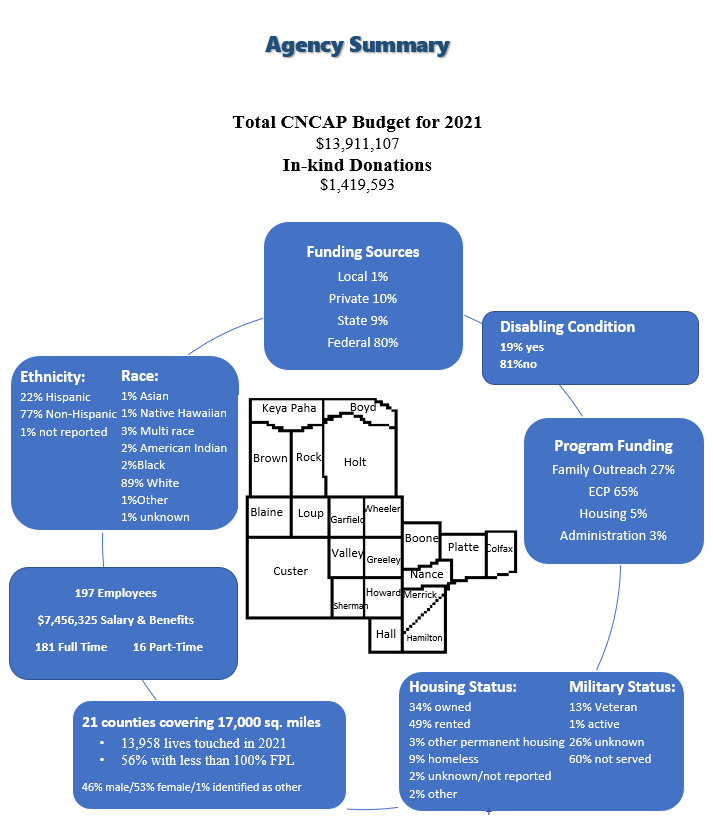 Agency Summary
Total CNCAP Budget for 2021
$13,911,107
In-kind Donations
$1,419,593
Funding Sources
Local 1%
Private 10%
State 9%
Federal 80%
Disabling Condition
19% yes
81%no
Ethnicity:
22% Hispanic
77% Non-Hispanic
1% not reported
Race:
1% Asian
1% Native Hawaiian
3% Multi race
2% American Indian
2%Black
89% White
1%Other
1% unknown
Keya Paha
Boyd
Brown
Rock
Holt
Blaine
Loup
Garfield
Wheeler
Boone
Platte
Colfax
Custer
Valley
Greeley
Nance
Sherman
Howard
Merrick
Hall
Hamilton
Program Funding
Family Outreach 27%
ECP 65%
Housing 5%
Administration 3%
197 Employees
$7,456,325 Salary & Benefits
181 Full Time 16 Part-Time
21 counties covering 17,000 sq. miles
• 13,958 lives touched in 2021
• 56% with less than 100% FPL
46% male/53% female/1% identified as other
Housing Status:
34% owned
49% rented
3% other permanent housing
9% homeless
2% unknown/not reported
2% other
Military Status:
13% Veteran
1% active
26% unknown
60% not served